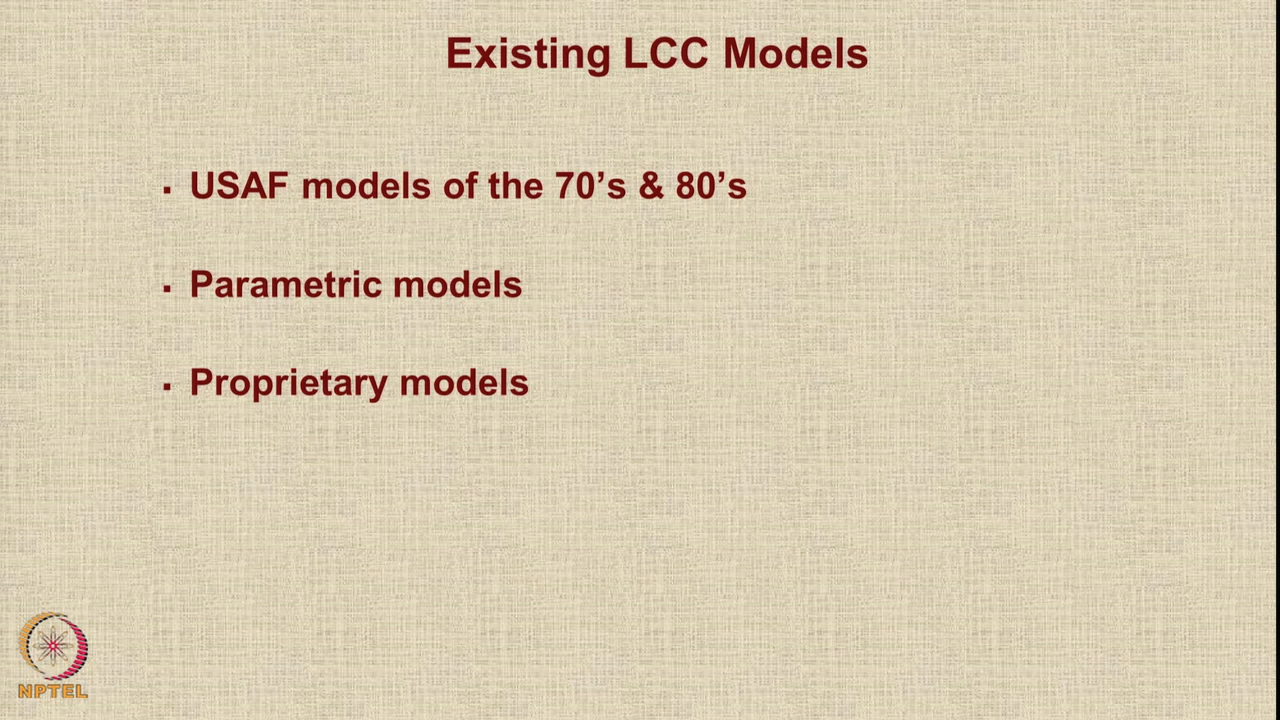 Existing LCC Models
▪ USAF models of the 70’s & 80’s
▪ Parametric models
▪ Proprietary models
NPTEL